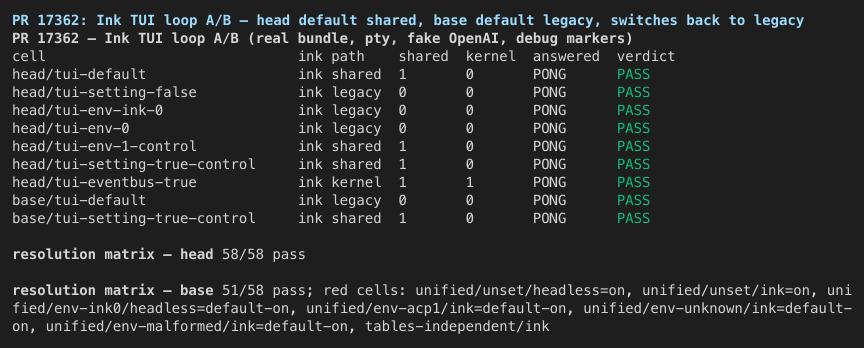 PR 17362: Ink TUI loop A/B — head default shared, base default legacy, switches back to legacy
PR 17362 — Ink TUI loop A/B (real bundle, pty, fake OpenAI, debug markers)
cell ink path shared kernel answered verdict
head/tui-default ink shared 1 0 PONG PASS
head/tui-setting-false ink legacy 0 0 PONG PASS
head/tui-env-ink-0 ink legacy 0 0 PONG PASS
head/tui-env-0 ink legacy 0 0 PONG PASS
head/tui-env-1-control ink shared 1 0 PONG PASS
head/tui-setting-true-control ink shared 1 0 PONG PASS
head/tui-eventbus-true ink kernel 1 1 PONG PASS
base/tui-default ink legacy 0 0 PONG PASS
base/tui-setting-true-control ink shared 1 0 PONG PASS
resolution matrix — head 58/58 pass
resolution matrix — base 51/58 pass; red cells: unified/unset/headless=on, unified/unset/ink=on, uni
fied/env-ink0/headless=default-on, unified/env-acp1/ink=default-on, unified/env-unknown/ink=default-
on, unified/env-malformed/ink=default-on, tables-independent/ink